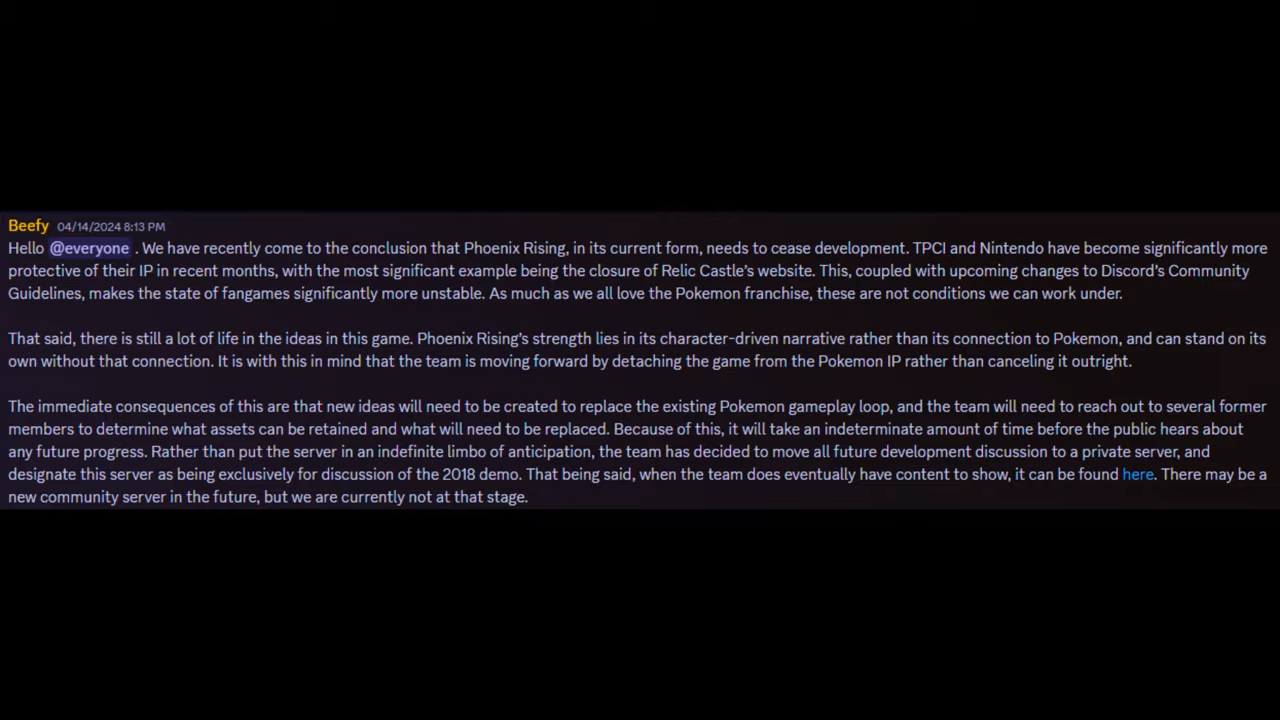 Beefy 04/14/2024 8:13 PM
Hello @everyone . We have recently come to the conclusion that Phoenix Rising, in its current form, needs to cease development. TPCI and Nintendo have become significantly more
protective of their IP in recent months, with the most significant example being the closure of Relic Castle's website. This, coupled with upcoming changes to Discord's Community
Guidelines, makes the state of fangames significantly more unstable. As much as we all love the Pokemon franchise, these are not conditions we can work under.
That said, there is still a lot of life in the ideas in this game. Phoenix Rising's strength lies in its character-driven narrative rather than its connection to Pokemon, and can stand on its
own without that connection. It is with this in mind that the team is moving forward by detaching the game from the Pokemon IP rather than canceling it outright.
The immediate consequences of this are that new ideas will need to be created to replace the existing Pokemon gameplay loop, and the team will need to reach out to several former
members to determine what assets can be retained and what will need to be replaced. Because of this, it will take an indeterminate amount of time before the public hears about
any future progress. Rather than put the server in an indefinite limbo of anticipation, the team has decided to move all future development discussion to a private server, and
designate this server as being exclusively for discussion of the 2018 demo. That being said, when the team does eventually have content to show, it can be found here. There may be a
new community server in the future, but we are currently not at that stage.